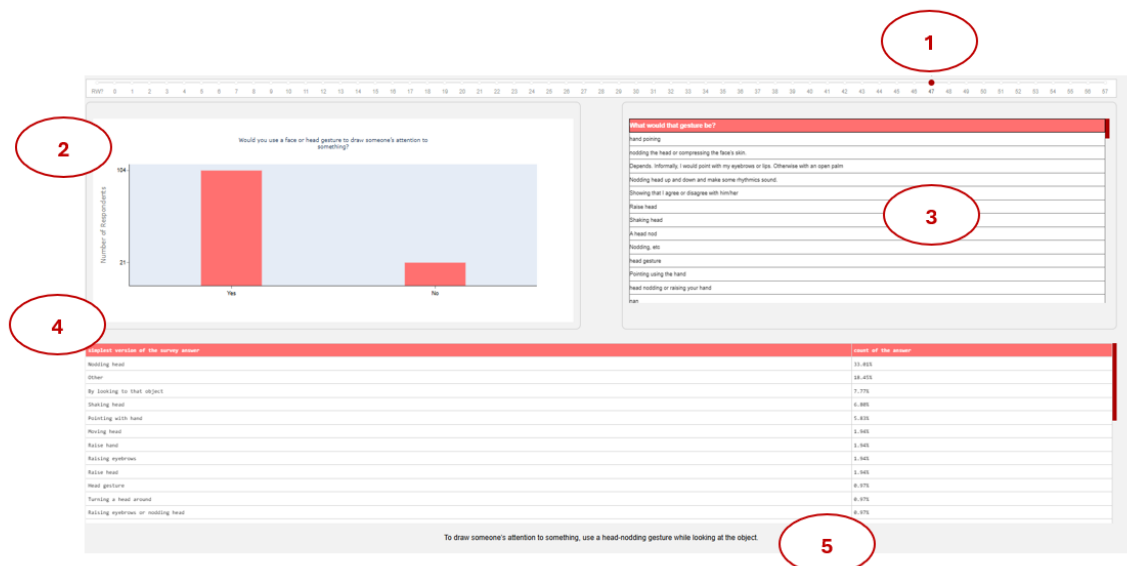 1
RW? 0 1 2 3 4 5 6 7 8 9 10 11 12 13 14 15 16 17 18 19 20 21 22 23 24 25 26 27 28 29 30 31 32 33 34 35 36 37 38 39 40 41 42 43 44 45 46 47 48 49 50 51 52 53 54 55 56 57
2
Would you use a face or head gesture to draw someone's attention to
something?
104
21
Number of Respondents
Yes No
What would that gesture be?
hand poining
nodding the head or compressing the face's skin.
Depends. Informally, I would point with my eyebrows or lips. Otherwise with an open palm
Nodding head up and down and make some rhythmics sound.
Showing that I agree or disagree with him/her
Raise head
Shaking head
A head nod
Nodding, etc
head gesture
Pointing using the hand
head nodding or raising your hand
nan
3
4
simplest version of the survey answer count of the answer
Nodding head 33.01%
Other 18.45%
By looking to that object 7.77%
Shaking head 6.80%
Pointing with hand 5.83%
Moving head 1.94%
Raise hand 1.94%
Raising eyebrows 1.94%
Raise head 1.94%
Head gesture 0.97%
Turning a head around 0.97%
Raising eyebrows or nodding head 0.97%
To draw someone's attention to something, use a head-nodding gesture while looking at the object.
5